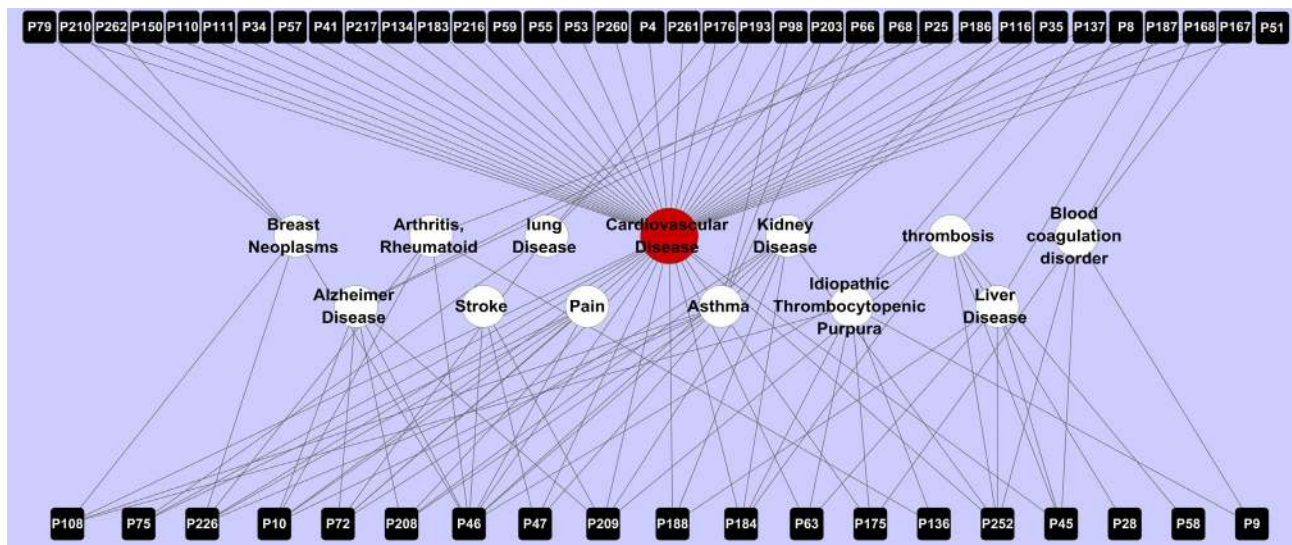 P79 P210 P262 P150 P110 P111 P34 P57 P41 P217 P134 P183 P216 P59 P55 P53 P260 P4 P261 P176 P193 P98 P203 P66 P68 P25 P186 P116 P35 P137 P8 P187 P168 P167 P51
Breast
Neoplasms
Arthritis,
Rheumatoid
lung
Disease
Cardiovascular
Disease
Kidney
Disease
thrombosis
Blood
coagulation
disorder
Alzheimer
Disease
Stroke
Pain
Asthma
Idiopathic
Thrombocytopenic
Purpura
Liver
Disease
P108 P75 P226 P10 P72 P208 P46 P47 P209 P188 P184 P63 P175 P136 P252 P45 P28 P58 P9